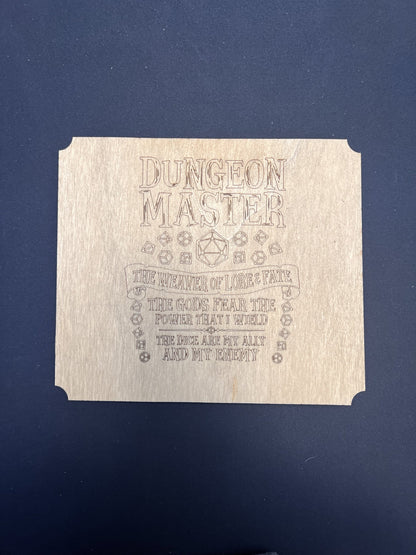 DUNGEON
MASTER
THE WEAVER OF LORE & FATE
THE GODS FEAR THE
POWER THAT I WIELD
THE DICE ARE MY ALLY
AND MY ENEMY